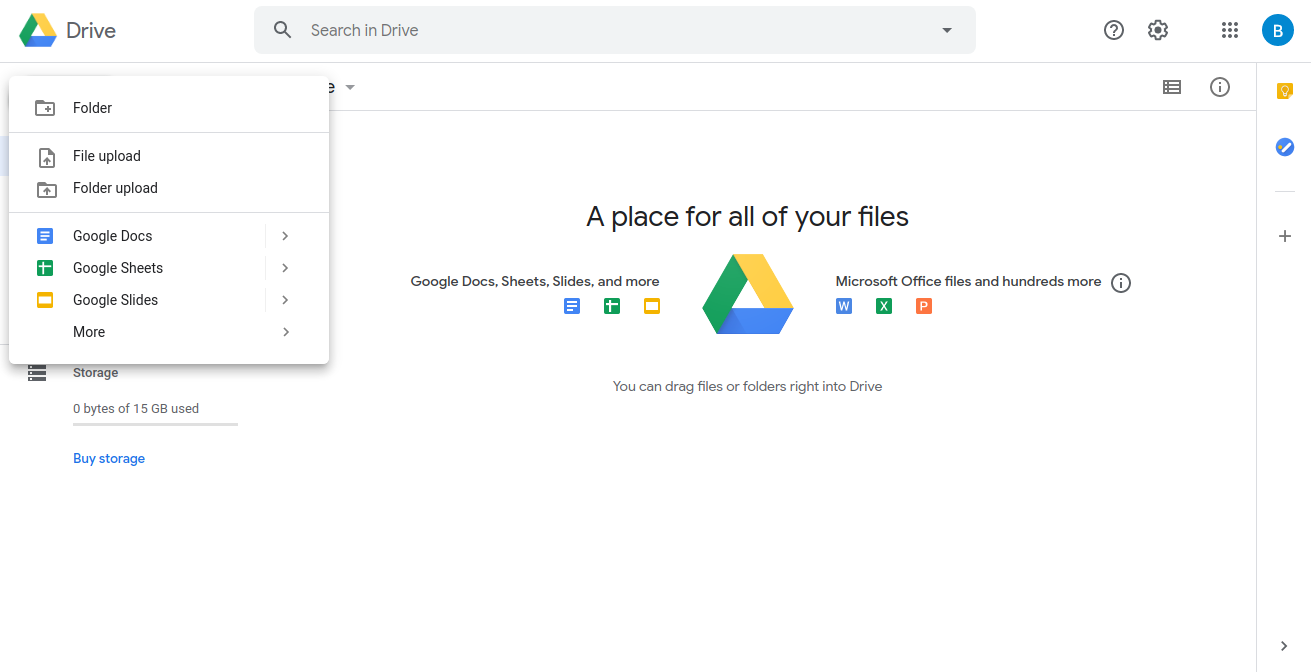 Drive
Search in Drive
B
e
Folder
File upload
Folder upload
Google Docs
Google Sheets
Google Slides
More
Storage
0 bytes of 15 GB used
Buy storage
A place for all of your files
Google Docs, Sheets, Slides, and more
Microsoft Office files and hundreds more
W X P
You can drag files or folders right into Drive